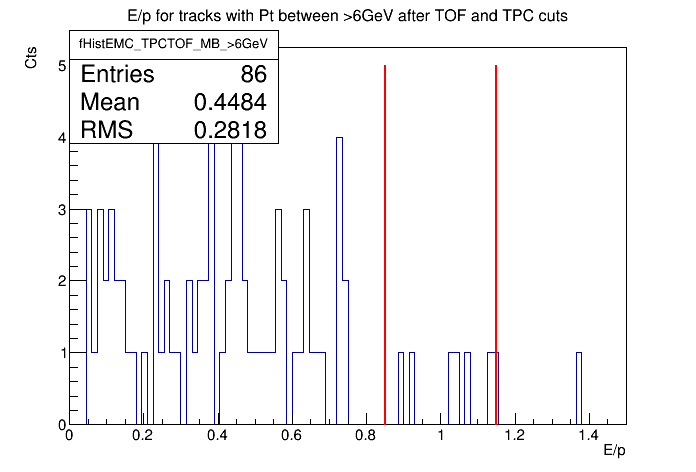 E/p for tracks with Pt between >6GeV after TOF and TPC cuts
Cts
fHistEMC_TPCTOF_MB_>6GeV
Entries 86
Mean 0.4484
RMS 0.2818
5
4
3
2
1
0
0 0.2 0.4 0.6 0.8 1 1.2 1.4
E/p